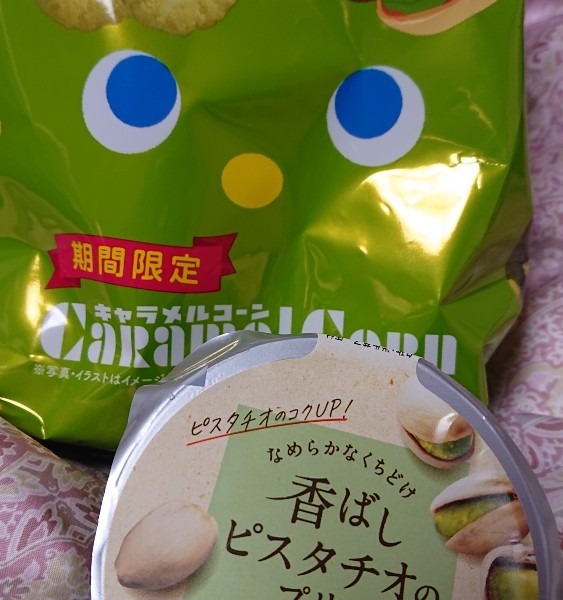 期間限定
キャラメルコーン
Caramel Corn
※写真・イラストはイメージ
ピスタチオのコクUP!
なめらかなくちどけ
香ばし
ピスタチオの